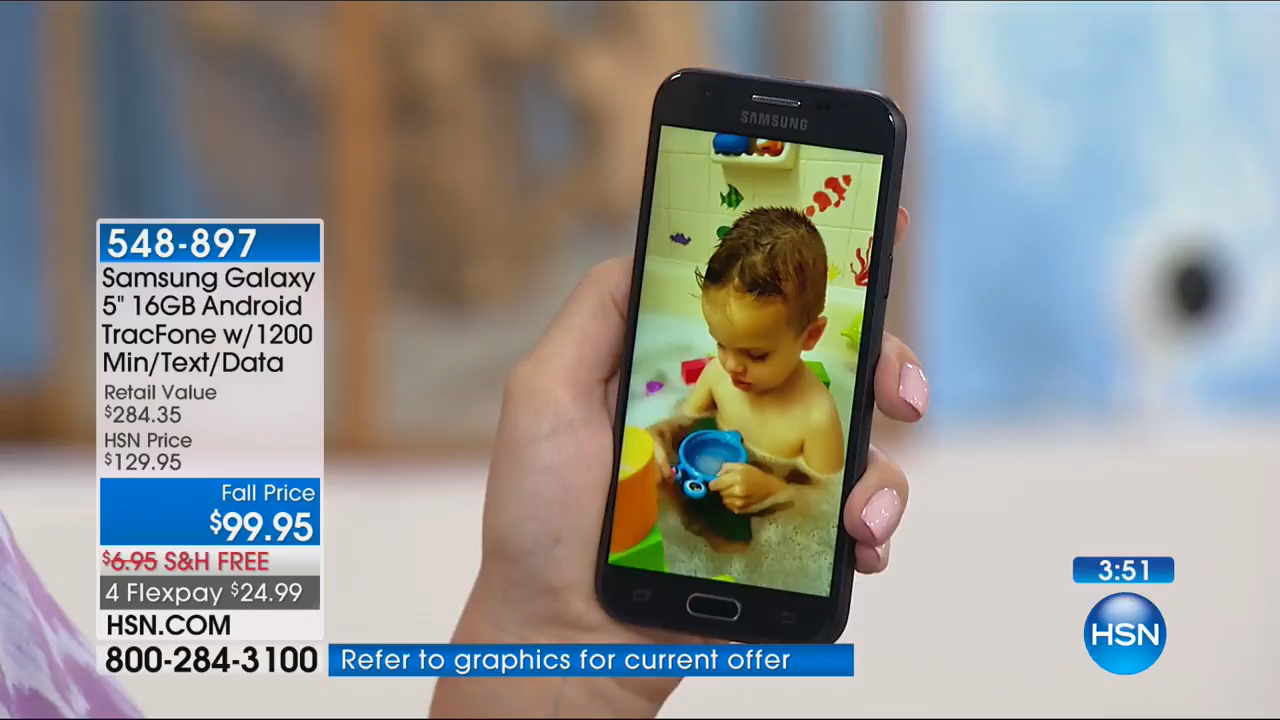 SAMSUNG
548-897
Samsung Galaxy
5" 16GB Android
TracFone w/1200
Min/Text/Data
Retail Value
$284.35
HSN Price
$129.95
Fall Price
$99.95
$6.95 S&H FREE
4 Flexpay $24.99
HSN.COM
800-284-3100
Refer to graphics for current offer
3:51
HSN